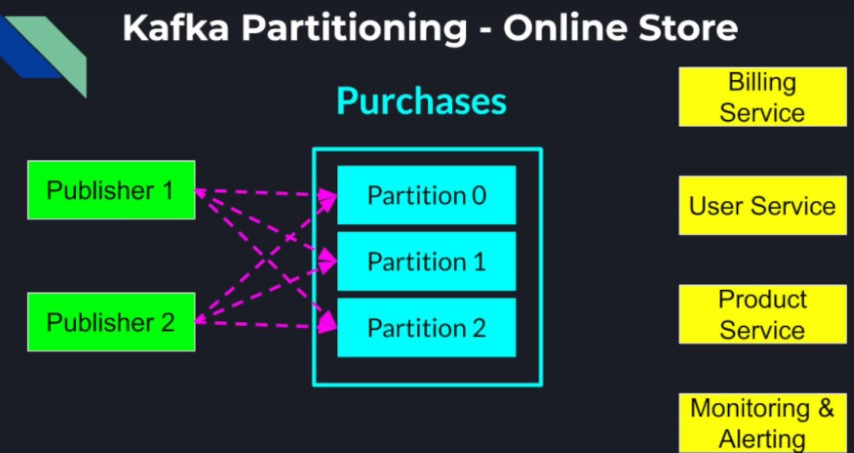 Kafka Partitioning - Online Store
Purchases
Publisher 1
Publisher 2
Partition 0
Partition 1
Partition 2
Billing
Service
User Service
Product
Service
Monitoring &
Alerting